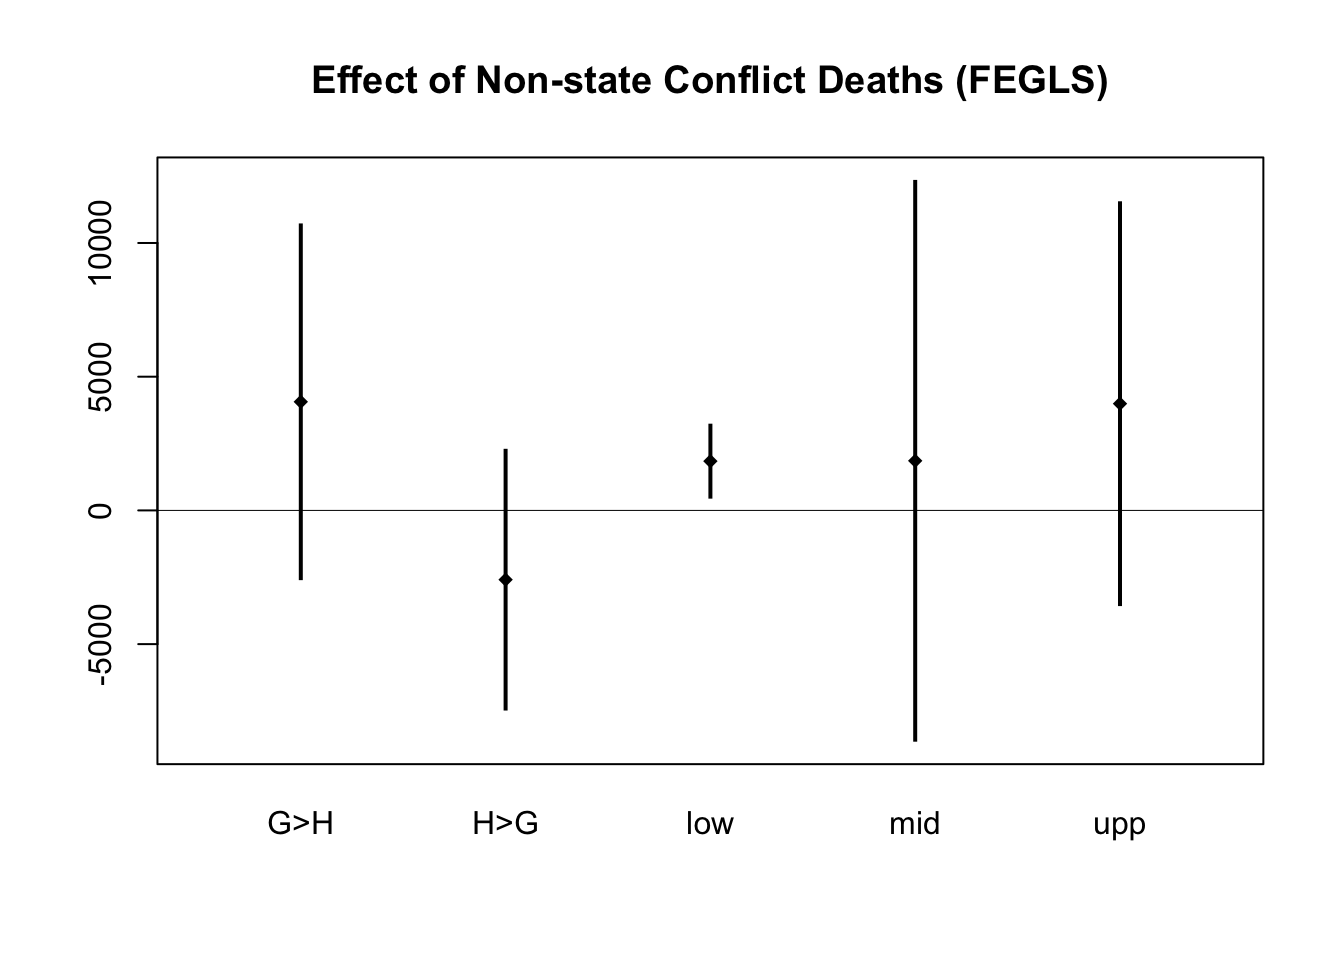 Effect of Non-state Conflict Deaths (FEGLS)
10000
5000
0
-5000
G>H H>G low mid upp